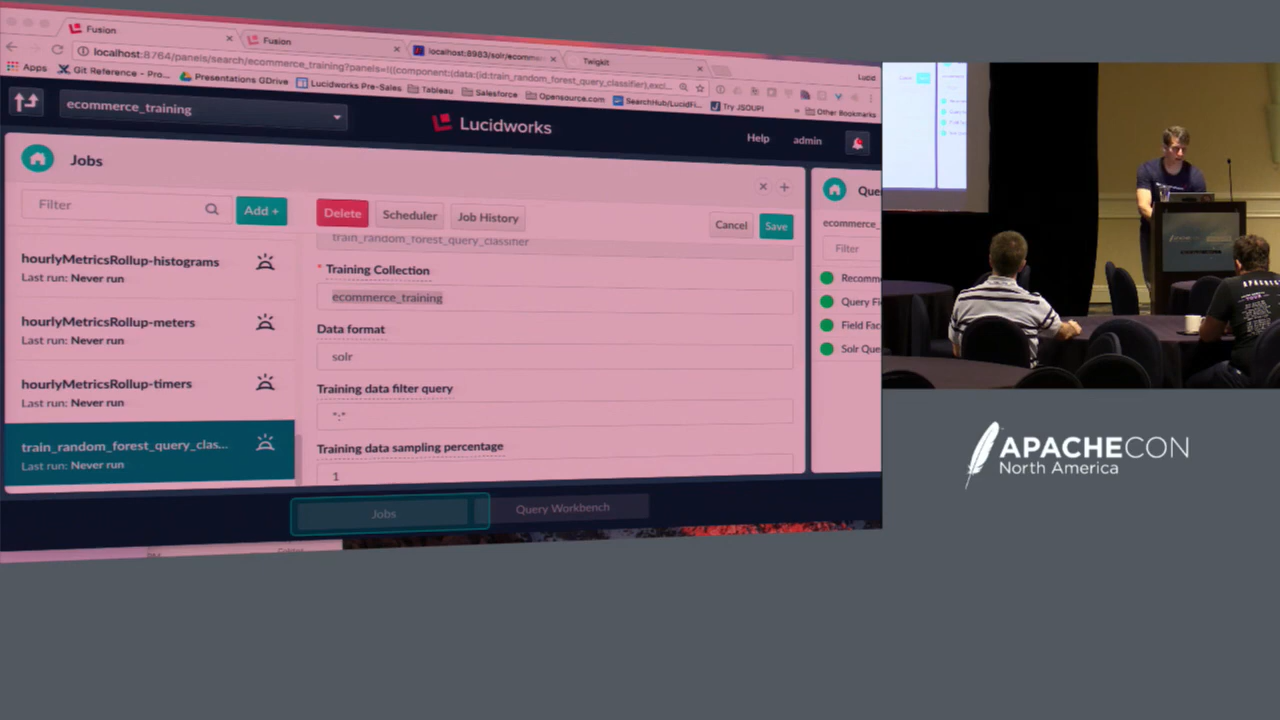 Fusion
Fusion
localhost:8983/solr/ecomm
Twigkit
localhost:8764/panels/search/ecommerce_training?panels=!((component:(data:(id:train_random_forest_query_classifier),excl...
Lucid
Apps
Git Reference - Pro...
Presentations GDrive
Lucidworks Pre-Sales
Tableau
Salesforce
Opensource.com
SearchHub/LucidFi...
Try JSOUP!
Other Bookmarks
ecommerce_training
Lucidworks
Help
admin
Jobs
Filter
Add +
Delete
Scheduler
Job History
Cancel
Save
train_random_forest_query_classifier
hourlyMetricsRollup-histograms
Last run: Never run
hourlyMetricsRollup-meters
Last run: Never run
hourlyMetricsRollup-timers
Last run: Never run
train_random_forest_query_clas...
Last run: Never run
* Training Collection
ecommerce_training
Data format
solr
Training data filter query
*:*
Training data sampling percentage
1
Que
ecommerce_
Filter
Recomm
Query Fi
Field Fac
Solr Que
Jobs
Query Workbench
APACHECON
North America